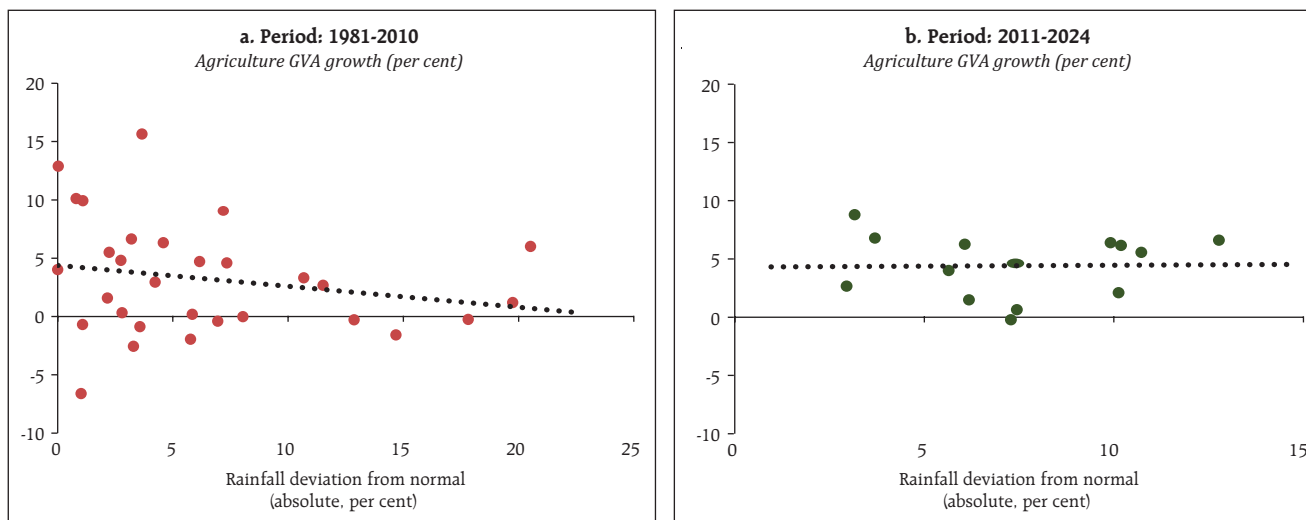 a. Period: 1981-2010
Agriculture GVA growth (per cent)
20
15
10
5
0
-5
-10
0 5 10 15 20 25
Rainfall deviation from normal
(absolute, per cent)
b. Period: 2011-2024
Agriculture GVA growth (per cent)
20
15
10
5
0
-5
-10
0 5 10 15
Rainfall deviation from normal
(absolute, per cent)